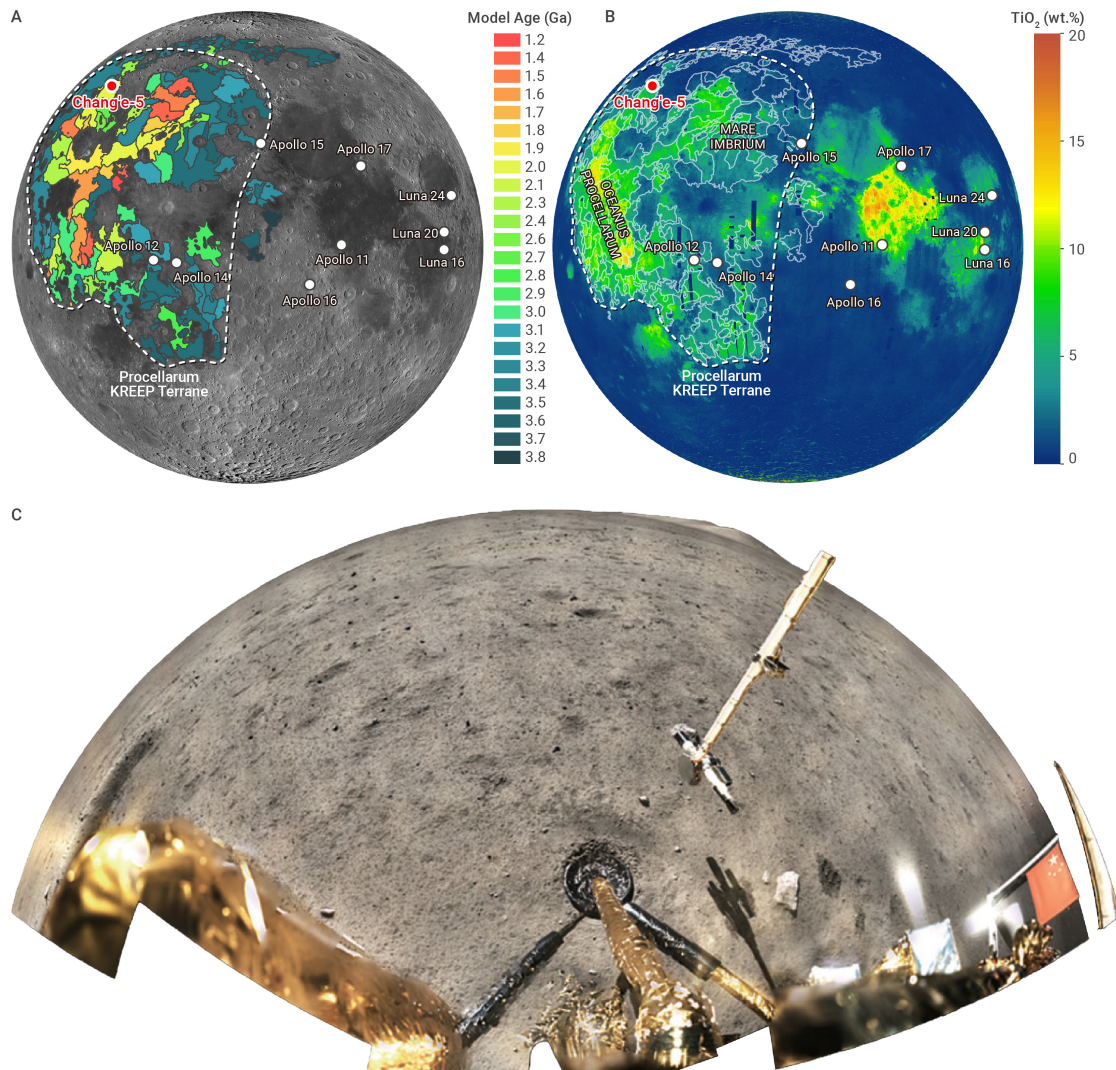 A
Model Age (Ga)
1.2
1.4
1.5
1.6
1.7
1.8
1.9
2.0
2.1
2.3
2.4
2.6
2.7
2.8
2.9
3.0
3.1
3.2
3.3
3.4
3.5
3.6
3.7
3.8
Chang'e-5
Apollo 15
Apollo 17
Luna 24
Luna 20
Luna 16
Apollo 12
Apollo 14
Apollo 11
Apollo 16
Procellarum
KREEP Terrane
B
TiO2 (wt.%)
20
15
10
5
0
Chang'e-5
MARE
IMBRIUM
Apollo 15
Apollo 17
Luna 24
Luna 20
Luna 16
OCEANUS
PROCELLARUM
Apollo 12
Apollo 14
Apollo 11
Apollo 16
Procellarum
KREEP Terrane
C